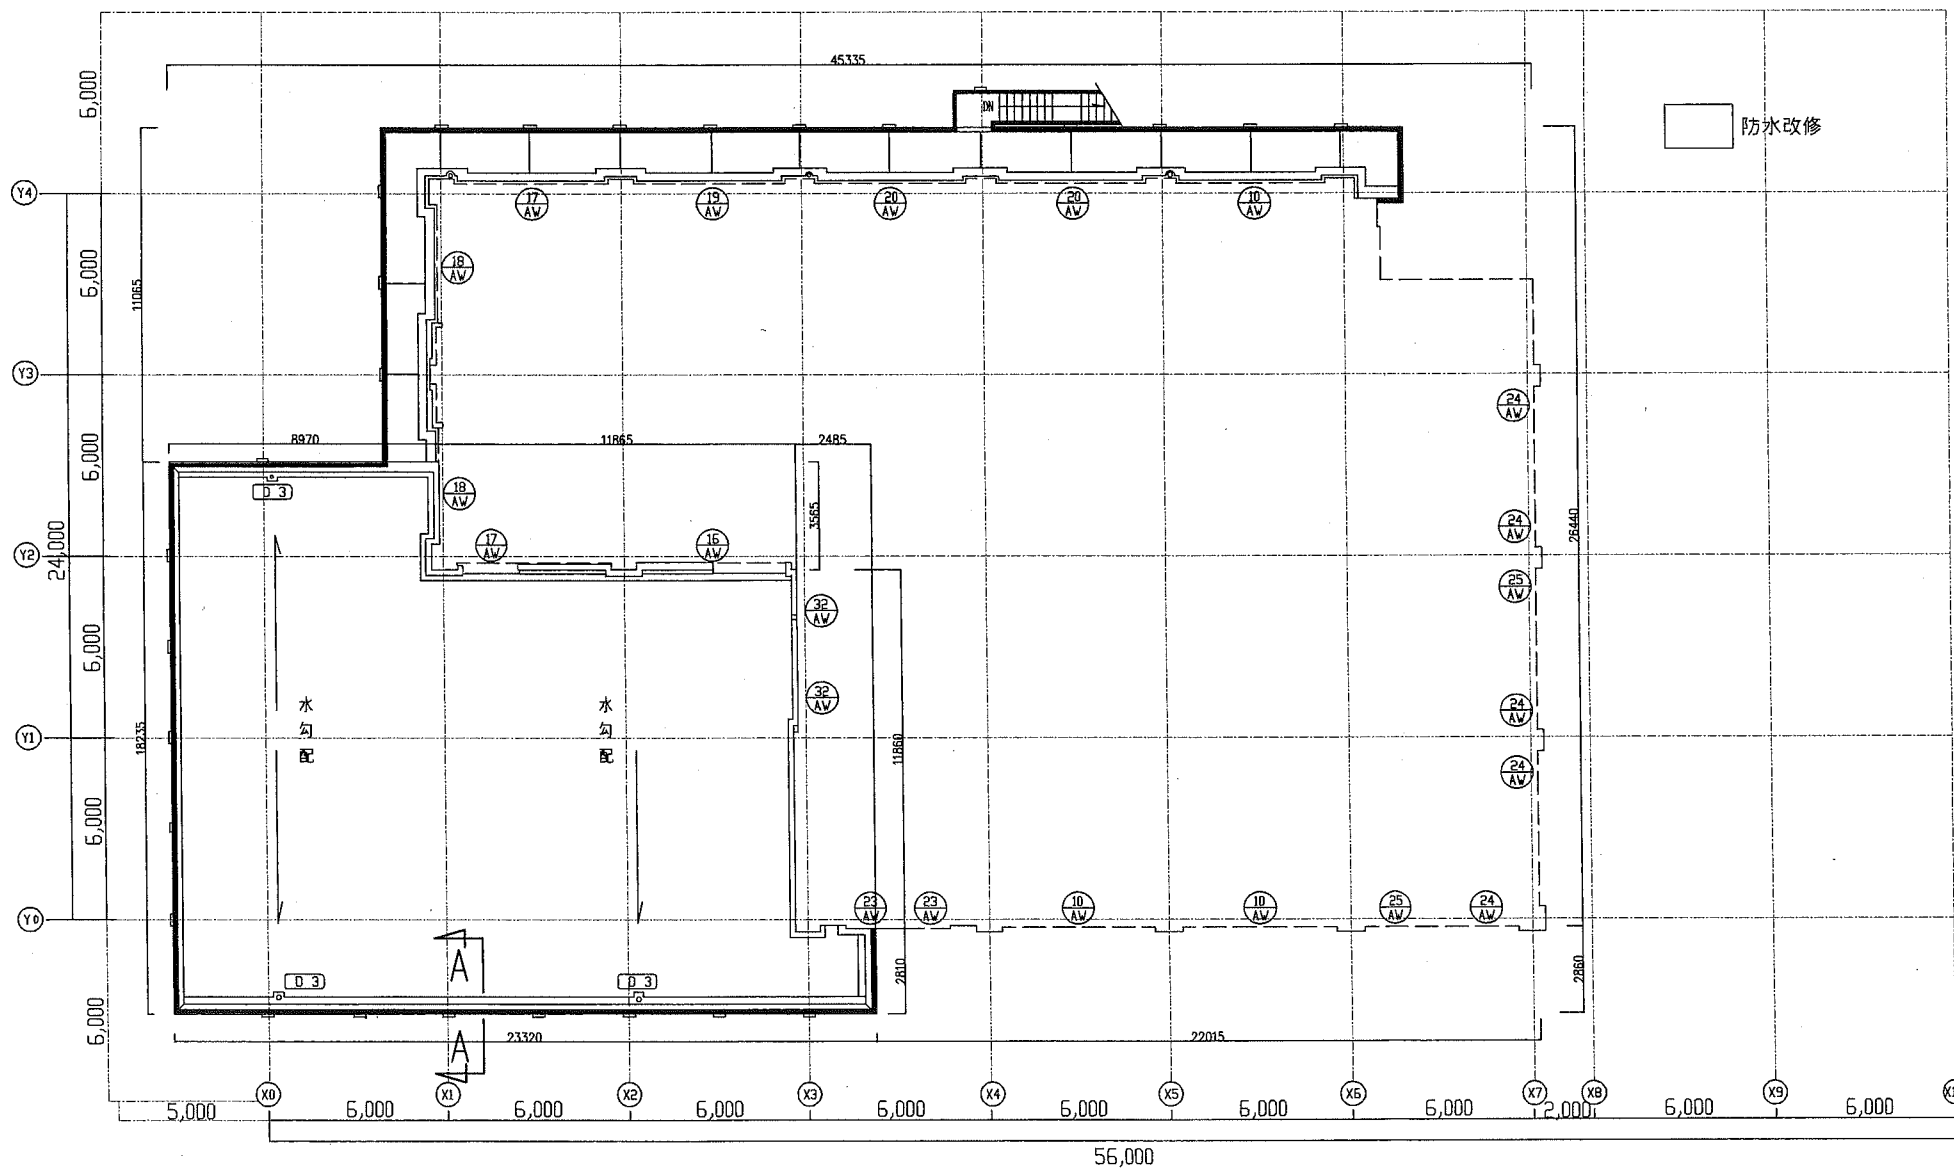 45335
6,000
防水改修
DN
Y4
17
AW
19
AW
20
AW
20
AW
10
AW
18
AW
6,000
11065
Y3
24
AW
8970
11865
2485
6,000
D 3
18
AW
3565
24
AW
26440
17
AW
16
AW
Y2
24,000
25
AW
32
AW
6,000
水勾配
水勾配
32
AW
24
AW
18235
Y1
11860
24
AW
6,000
23
AW
23
AW
10
AW
10
AW
25
AW
24
AW
Y0
A
D 3
D 3
2810
2860
6,000
A
23320
22015
X0
X1
X2
X3
X4
X5
X6
X7
X8
X9
5,000
6,000
6,000
6,000
6,000
6,000
6,000
6,000
2,000
6,000
6,000
56,000